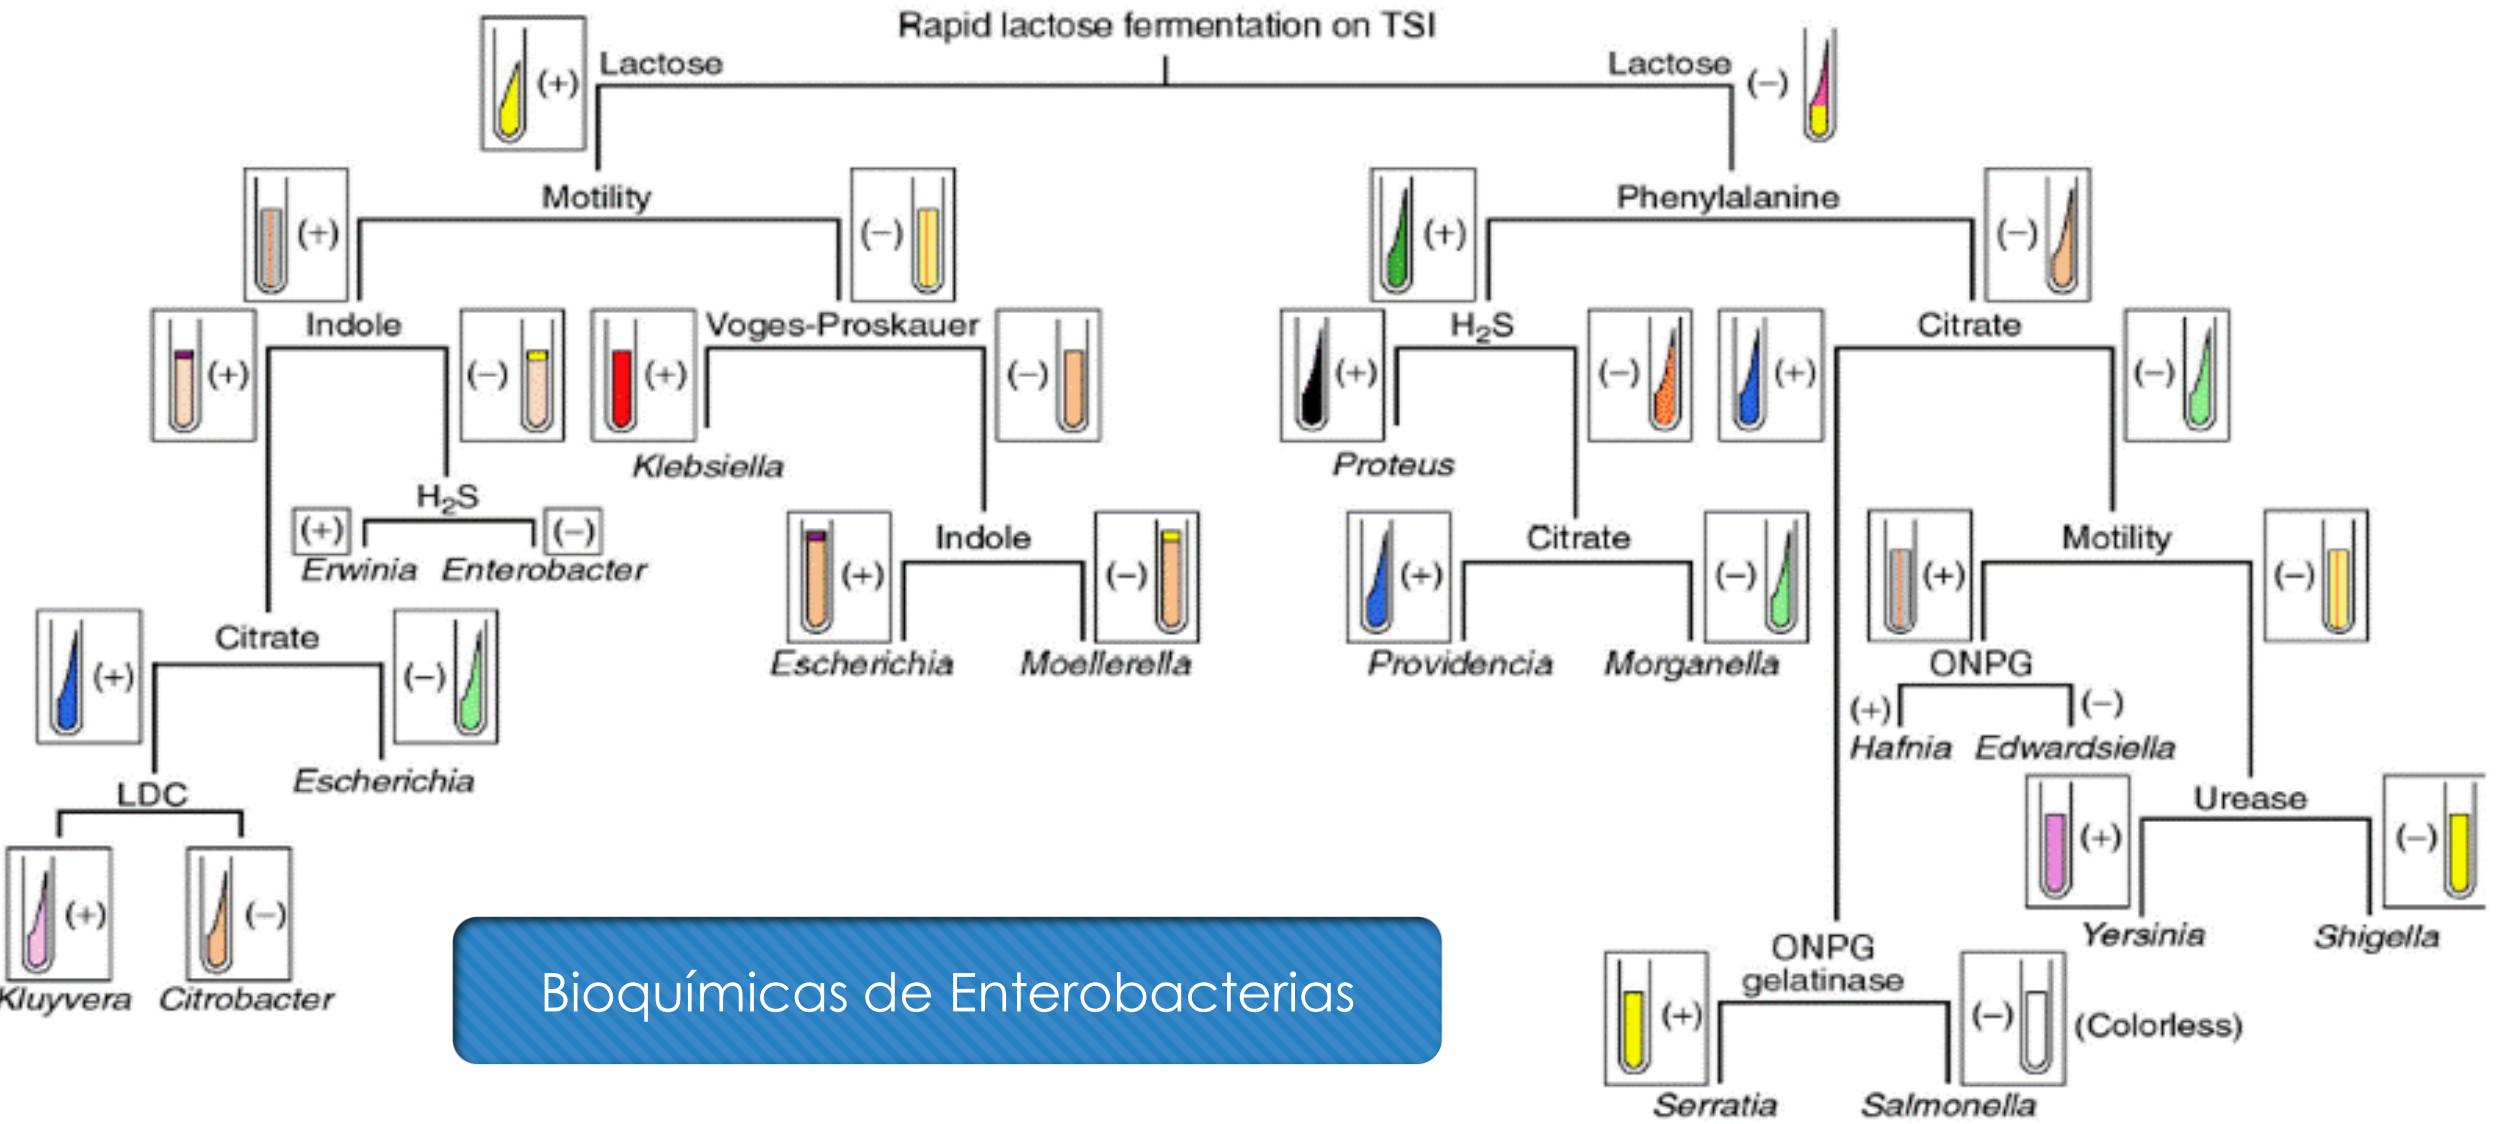 Rapid lactose fermentation on TSI
Lactose
(+)
Lactose
(−)
Motility
(+)
(−)
Phenylalanine
(+)
(−)
Indole
(+)
(−)
Voges-Proskauer
(+)
(−)
H₂S
(+)
(−)
Citrate
(+)
(−)
Klebsiella
Proteus
H₂S
(+)
(−)
Erwinia
Enterobacter
Indole
(+)
(−)
Escherichia
Moellerella
Citrate
(+)
(−)
Providencia
Morganella
Motility
(+)
(−)
Citrate
(+)
(−)
Escherichia
ONPG
(+)
(−)
Hafnia
Edwardsiella
LDC
(+)
(−)
Kluyvera
Citrobacter
Urease
(+)
(−)
Yersinia
Shigella
ONPG
gelatinase
(+)
(−)
(Colorless)
Serratia
Salmonella
Bioquímicas de Enterobacterias